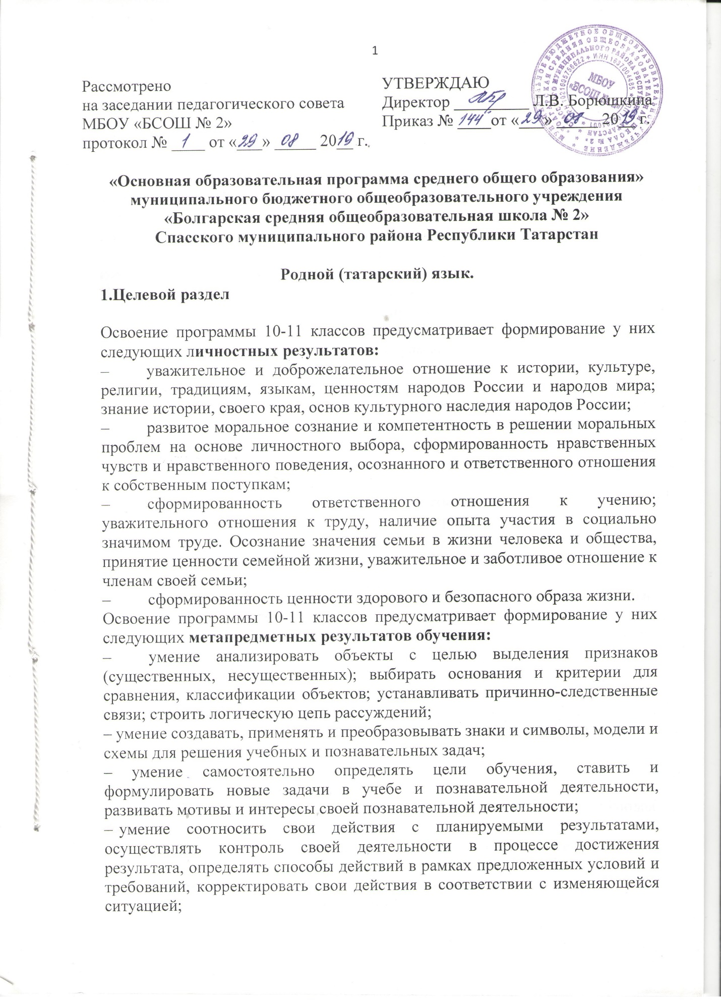 1
Рассмотрено
на заседании педагогического совета
МБОУ «БСОШ № 2»
протокол № 1 от «29» 08 2019 г.
УТВЕРЖДАЮ
Директор Л.В. Борюшкина
Приказ № 144 от «29» 08 2019 г.
МБОУ
«БСОШ
«Основная образовательная программа среднего общего образования»
муниципального бюджетного общеобразовательного учреждения
«Болгарская средняя общеобразовательная школа № 2»
Спасского муниципального района Республики Татарстан
Родной (татарский) язык.
1.Целевой раздел
Освоение программы 10-11 классов предусматривает формирование у них
следующих личностных результатов:
– уважительное и доброжелательное отношение к истории, культуре,
религии, традициям, языкам, ценностям народов России и народов мира;
знание истории, своего края, основ культурного наследия народов России;
– развитое моральное сознание и компетентность в решении моральных
проблем на основе личностного выбора, сформированность нравственных
чувств и нравственного поведения, осознанного и ответственного отношения
к собственным поступкам;
– сформированность ответственного отношения к учению;
уважительного отношения к труду, наличие опыта участия в социально
значимом труде. Осознание значения семьи в жизни человека и общества,
принятие ценности семейной жизни, уважительное и заботливое отношение к
членам своей семьи;
– сформированность ценности здорового и безопасного образа жизни.
Освоение программы 10-11 классов предусматривает формирование у них
следующих метапредметных результатов обучения:
– умение анализировать объекты с целью выделения признаков
(существенных, несущественных); выбирать основания и критерии для
сравнения, классификации объектов; устанавливать причинно-следственные
связи; строить логическую цепь рассуждений;
– умение создавать, применять и преобразовывать знаки и символы, модели и
схемы для решения учебных и познавательных задач;
– умение самостоятельно определять цели обучения, ставить и
формулировать новые задачи в учебе и познавательной деятельности,
развивать мотивы и интересы своей познавательной деятельности;
– умение соотносить свои действия с планируемыми результатами,
осуществлять контроль своей деятельности в процессе достижения
результата, определять способы действий в рамках предложенных условий и
требований, корректировать свои действия в соответствии с изменяющейся
ситуацией;